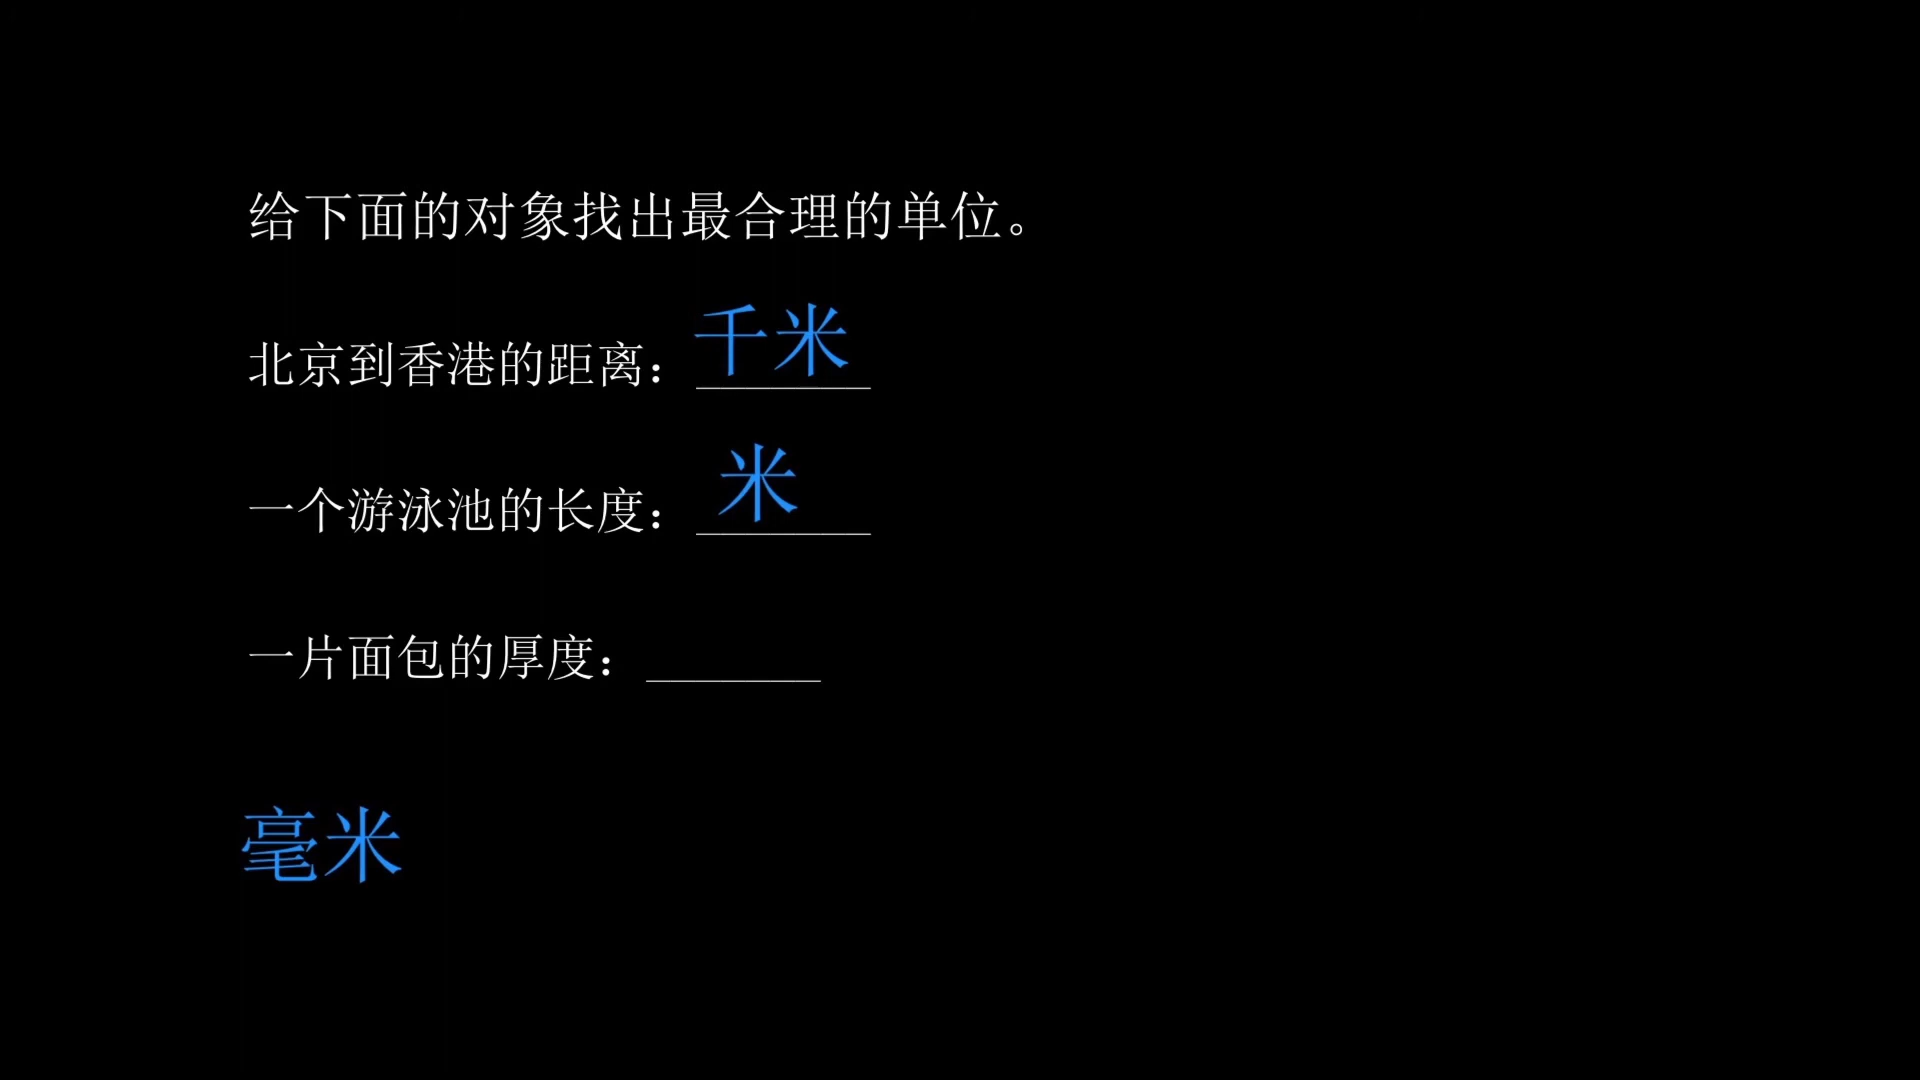 给下面的对象找出最合理的单位。
北京到香港的距离：千米
一个游泳池的长度：米
一片面包的厚度：_______
毫米